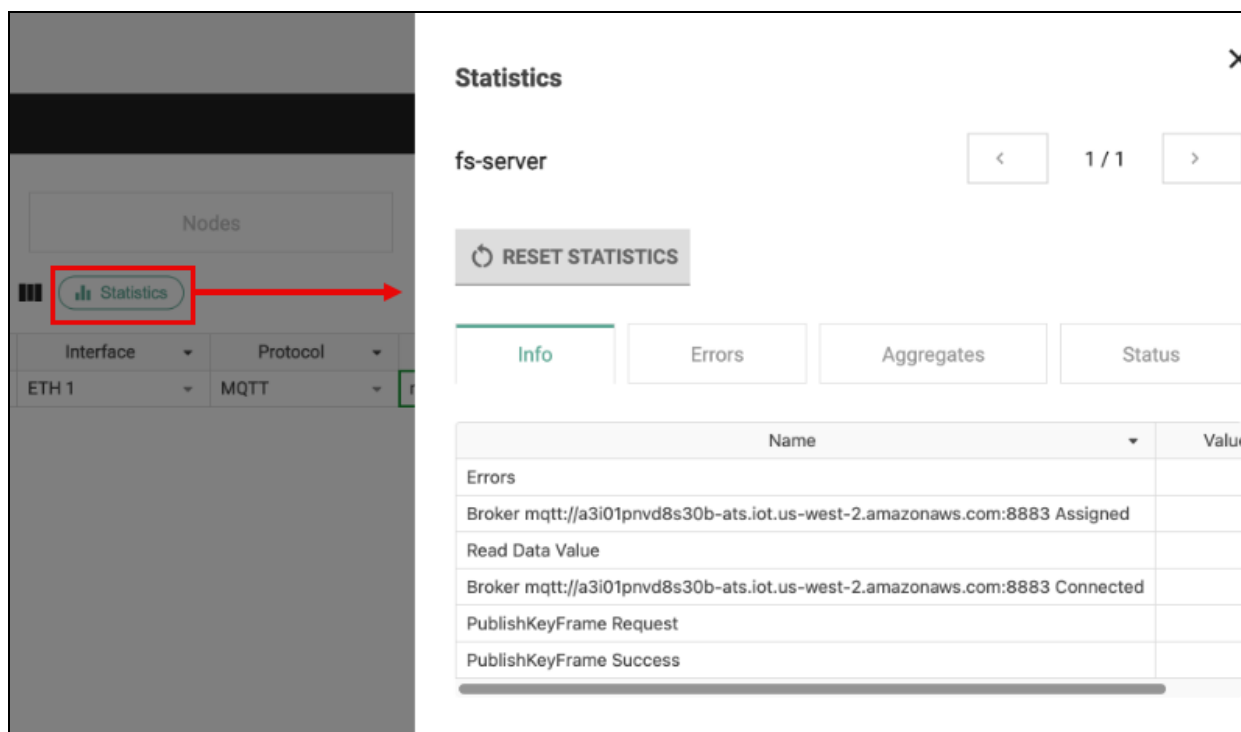 Statistics
fs-server
1 / 1
Nodes
RESET STATISTICS
Statistics
Info
Errors
Aggregates
Status
Interface
Protocol
ETH 1
MQTT
Name
Errors
Broker mqtt://a3i01pnvd8s30b-ats.iot.us-west-2.amazonaws.com:8883 Assigned
Read Data Value
Broker mqtt://a3i01pnvd8s30b-ats.iot.us-west-2.amazonaws.com:8883 Connected
PublishKeyFrame Request
PublishKeyFrame Success